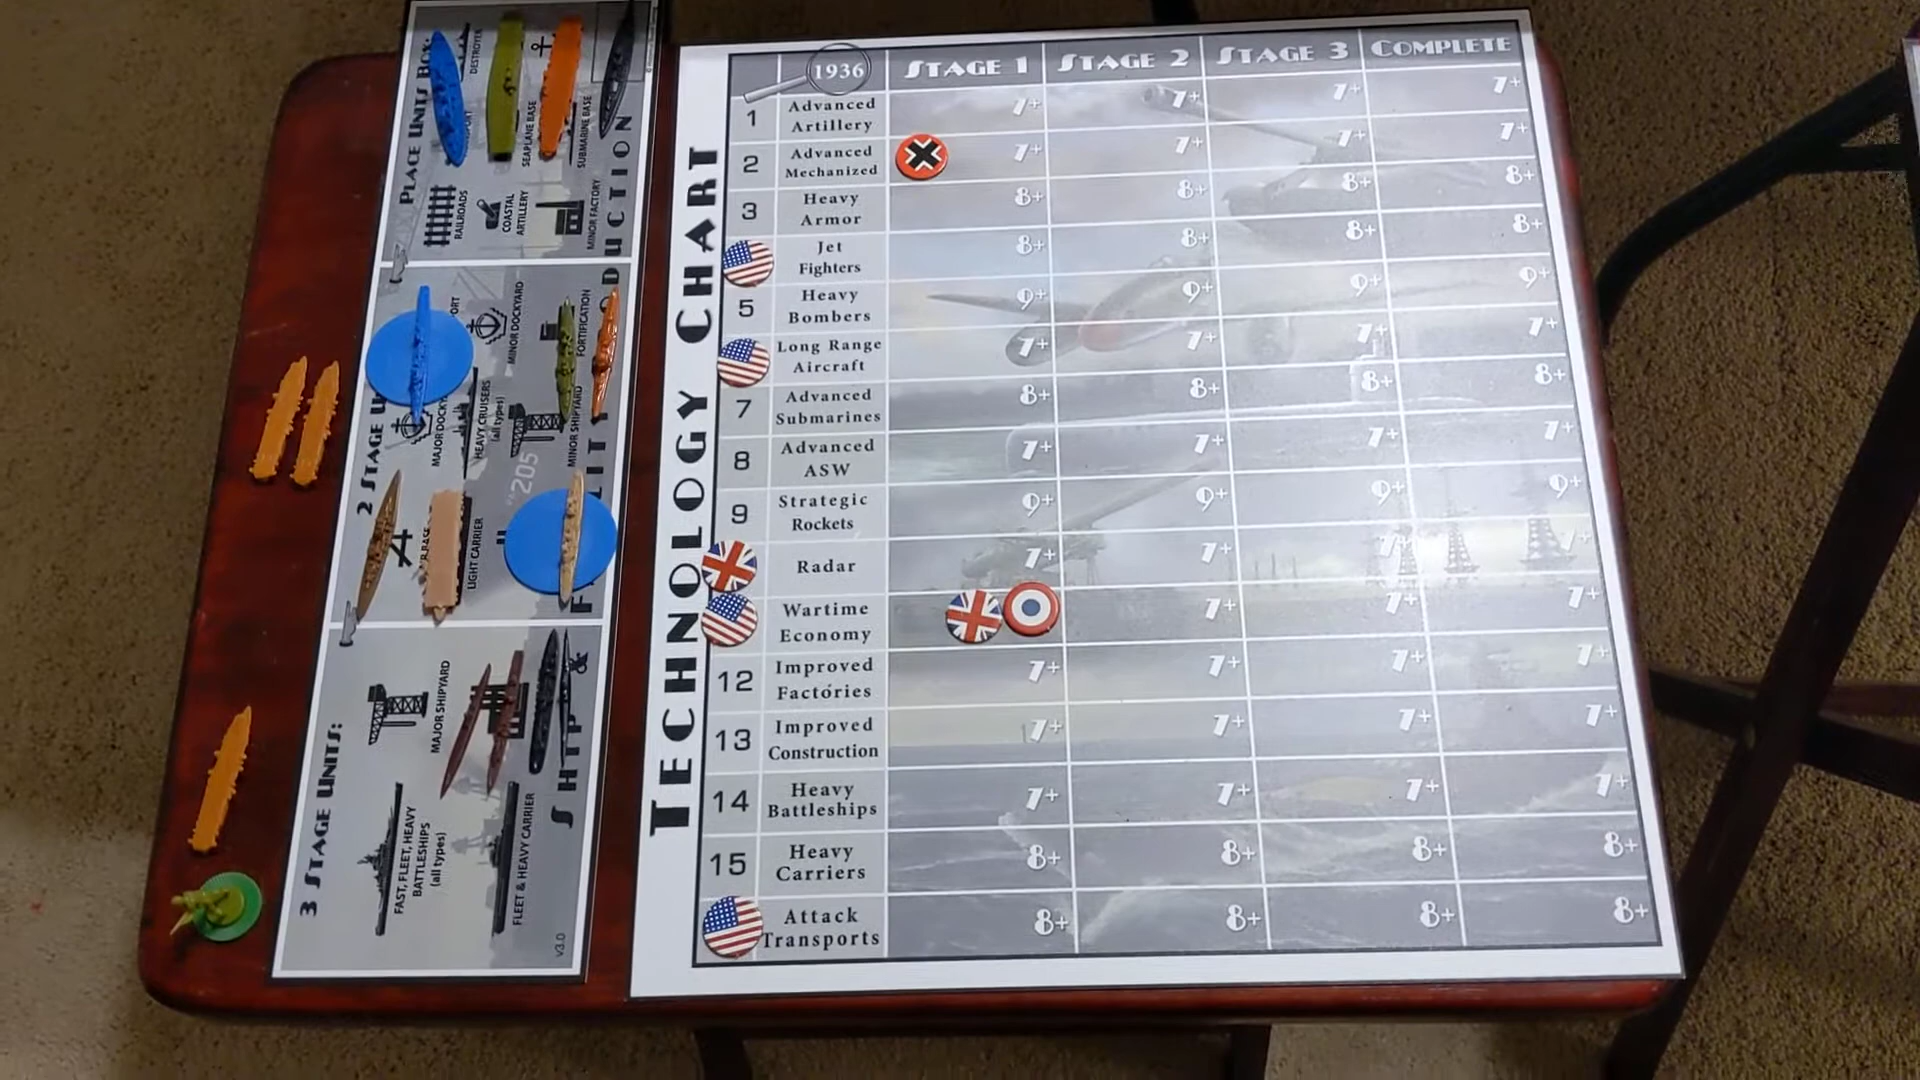 PLACE UNITS BOX:
DESTROYER
SEAPLANE BASE
SUBMARINE BASE
RAILROADS
COASTAL
ARTILLERY
MINOR FACTORY
2 STAGE
MINOR DOCKYARD
FORTIFICATION
HEAVY CRUISERS
(all types)
MINOR SHIPYARD
205
LIGHT CARRIER
3 STAGE UNITS:
MAJOR SHIPYARD
FAST, FLEET, HEAVY
BATTLESHIPS
(all types)
FLEET & HEAVY CARRIER
SHIP &
v3.0
TECHNOLOGY CHART
1936 STAGE 1 STAGE 2 STAGE 3 COMPLETE
1 Advanced Artillery 7+ 7+ 7+ 7+
2 Advanced Mechanized 7+ 7+ 7+ 7+
3 Heavy Armor 8+ 8+ 8+ 8+
Jet Fighters 8+ 8+ 8+ 8+
5 Heavy Bombers 9+ 9+ 9+ 9+
Long Range Aircraft 7+ 7+ 7+ 7+
7 Advanced Submarines 8+ 8+ 8+ 8+
8 Advanced ASW 7+ 7+ 7+ 7+
9 Strategic Rockets 9+ 9+ 9+ 9+
Radar 7+ 7+ 7+ 7+
Wartime Economy 7+ 7+ 7+
12 Improved Factories 7+ 7+ 7+ 7+
13 Improved Construction 7+ 7+ 7+ 7+
14 Heavy Battleships 7+ 7+ 7+ 7+
15 Heavy Carriers 8+ 8+ 8+ 8+
Attack Transports 8+ 8+ 8+ 8+